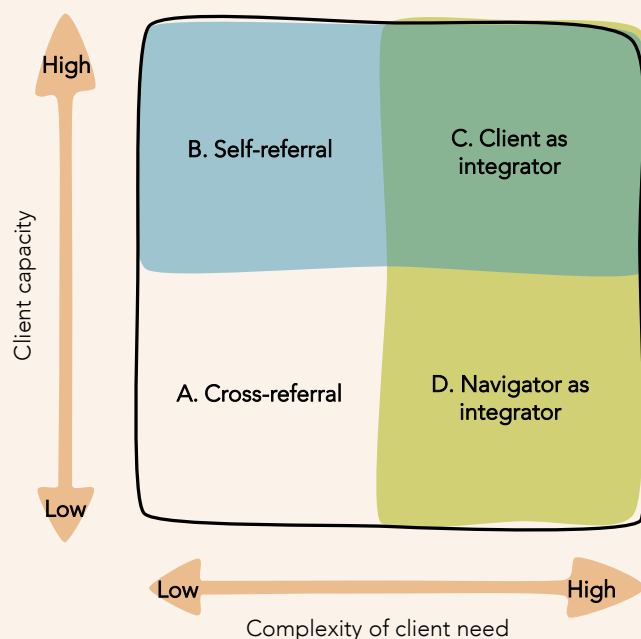 High
B. Self-referral
C. Client as
integrator
Client capacity
A. Cross-referral
D. Navigator as
integrator
Low
Low
High
Complexity of client need